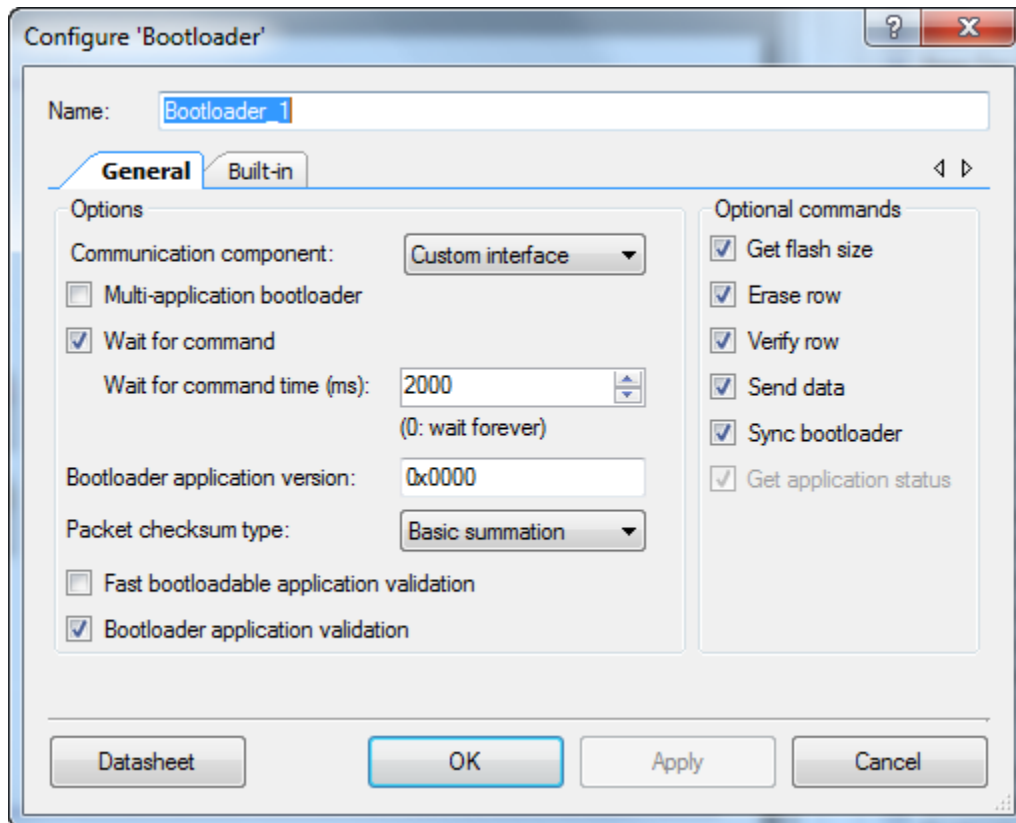 Configure 'Bootloader'
Name: Bootloader_1
General Built-in
Options
Communication component: Custom interface
Multi-application bootloader
Wait for command
Wait for command time (ms): 2000
(0: wait forever)
Bootloader application version: 0x0000
Packet checksum type: Basic summation
Fast bootloadable application validation
Bootloader application validation
Optional commands
Get flash size
Erase row
Verify row
Send data
Sync bootloader
Get application status
Datasheet OK Apply Cancel